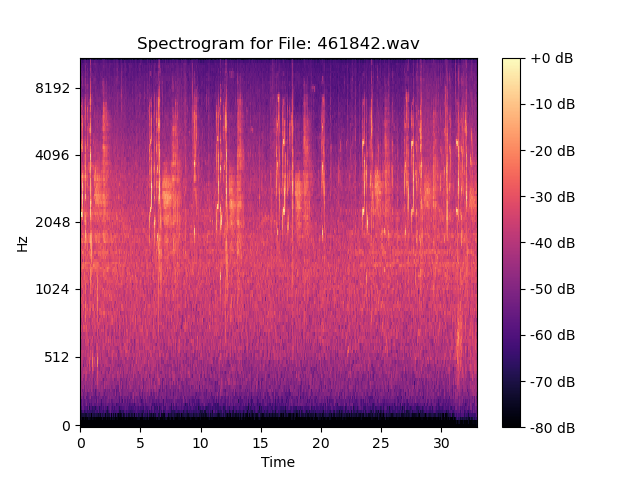 Spectrogram for File: 461842.wav
8192
4096
2048
1024
512
0
Hz
0 5 10 15 20 25 30
Time
+0 dB
-10 dB
-20 dB
-30 dB
-40 dB
-50 dB
-60 dB
-70 dB
-80 dB